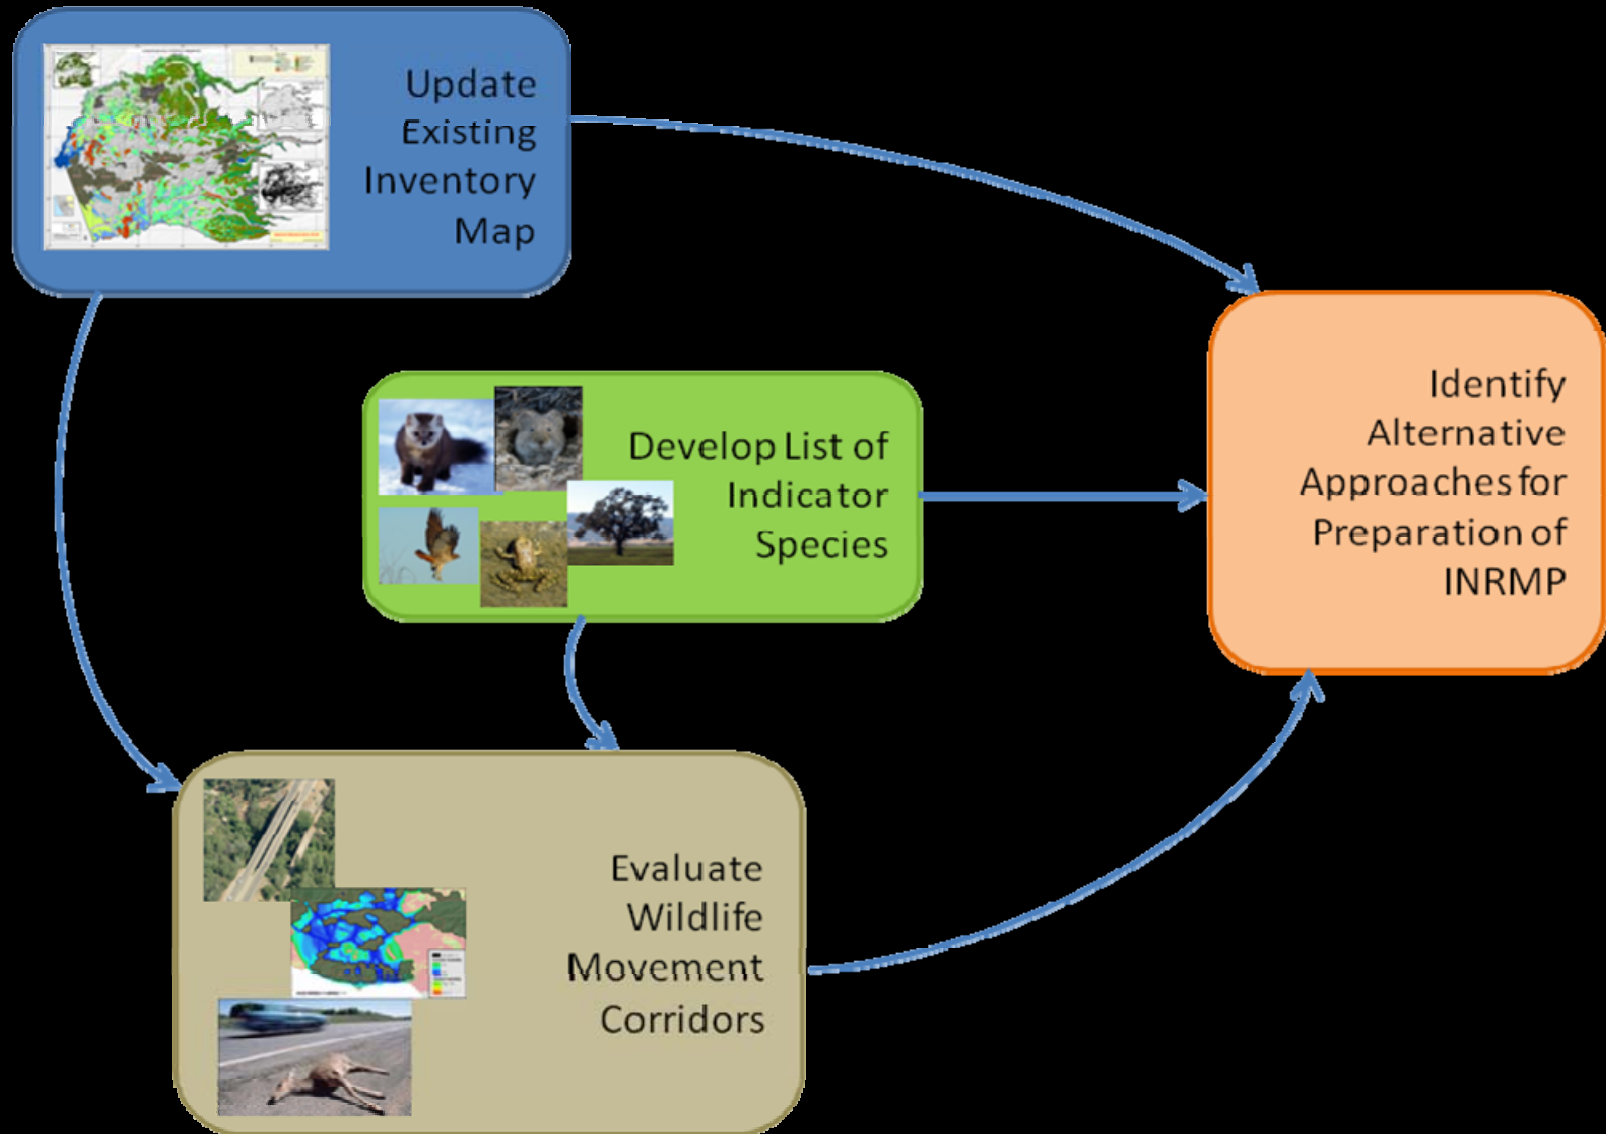 Update
Existing
Inventory
Map
Develop List of
Indicator
Species
Identify
Alternative
Approaches for
Preparation of
INRMP
Evaluate
Wildlife
Movement
Corridors